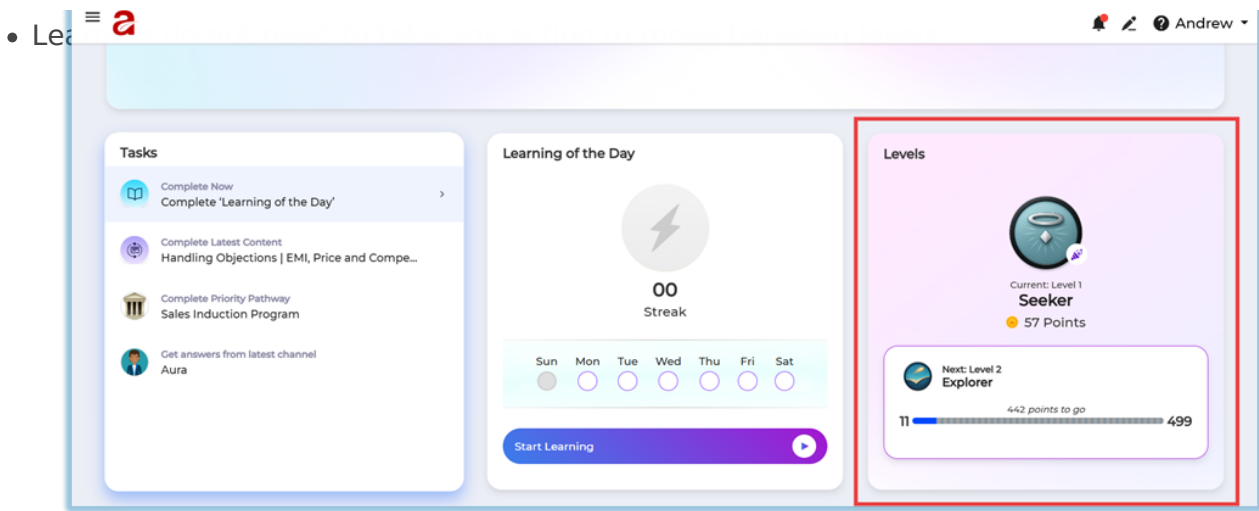 a
Andrew
Tasks
Complete Now
Complete ‘Learning of the Day’
Complete Latest Content
Handling Objections | EMI, Price and Compe...
Complete Priority Pathway
Sales Induction Program
Get answers from latest channel
Aura
Learning of the Day
00
Streak
Sun Mon Tue Wed Thu Fri Sat
Start Learning
Levels
Current: Level 1
Seeker
57 Points
Next: Level 2
Explorer
442 points to go
11 499